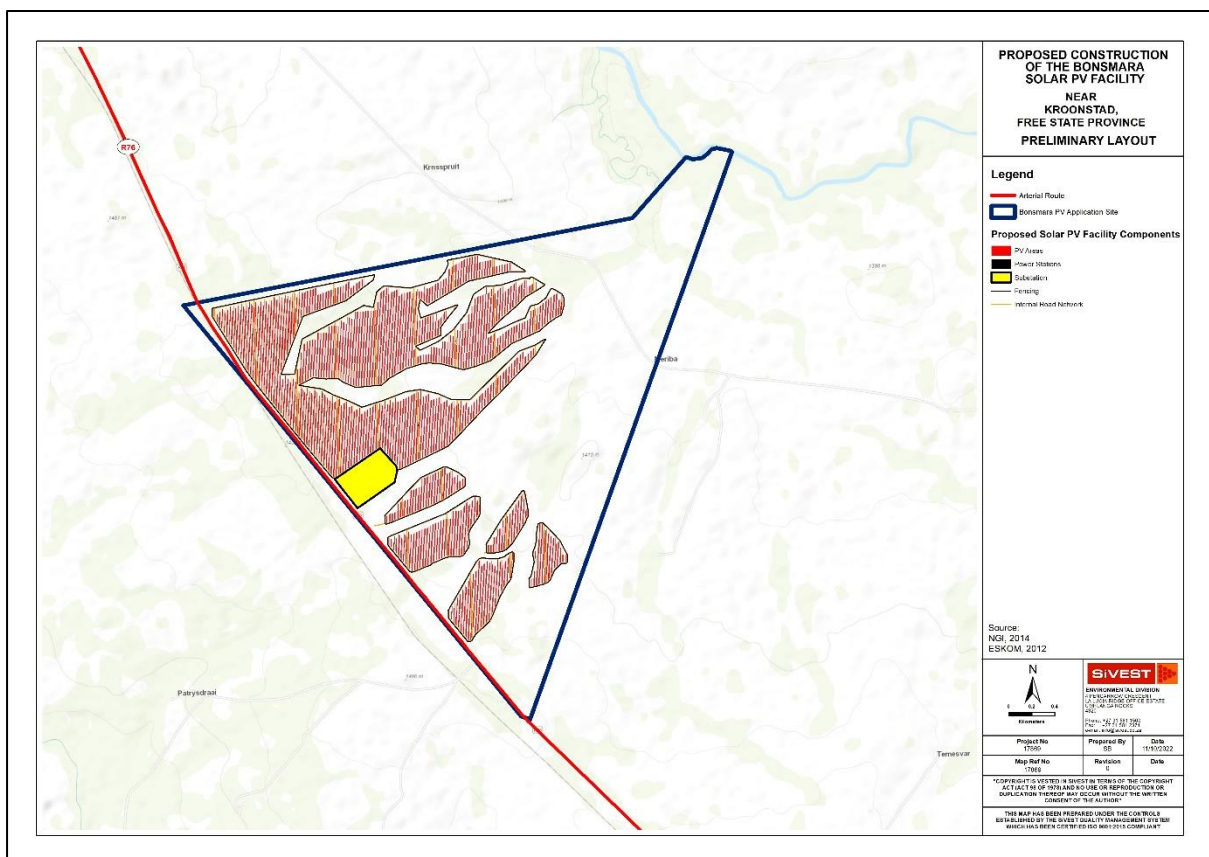 PROPOSED CONSTRUCTION
OF THE BONSMARA
SOLAR PV FACILITY
NEAR
KROONSTAD,
FREE STATE PROVINCE
PRELIMINARY LAYOUT
Legend
Arterial Route
Bonsmara PV Application Site
Proposed Solar PV Facility Components
PV Areas
Power Stations
Substation
Fencing
Internal Road Network
R76
Patrysdraai
Temesvar
Source:
NGI, 2014
ESKOM, 2012
N
Kilometers
SiVEST
ENVIRONMENTAL DIVISION
Project No
Prepared By
Date
SB
11/10/2022
Map Ref No
Revision
Date
0
"COPYRIGHT IS VESTED IN SIVEST IN TERMS OF THE COPYRIGHT
ACT (ACT 98 OF 1978) AND NO USE OR REPRODUCTION OR
DUPLICATION THEREOF MAY OCCUR WITHOUT THE WRITTEN
CONSENT OF THE AUTHOR"
THIS MAP HAS BEEN PREPARED UNDER THE CONTROLS
ESTABLISHED BY THE SIVEST QUALITY MANAGEMENT SYSTEM
WHICH HAS BEEN CERTIFIED ISO 9001:2015 COMPLIANT